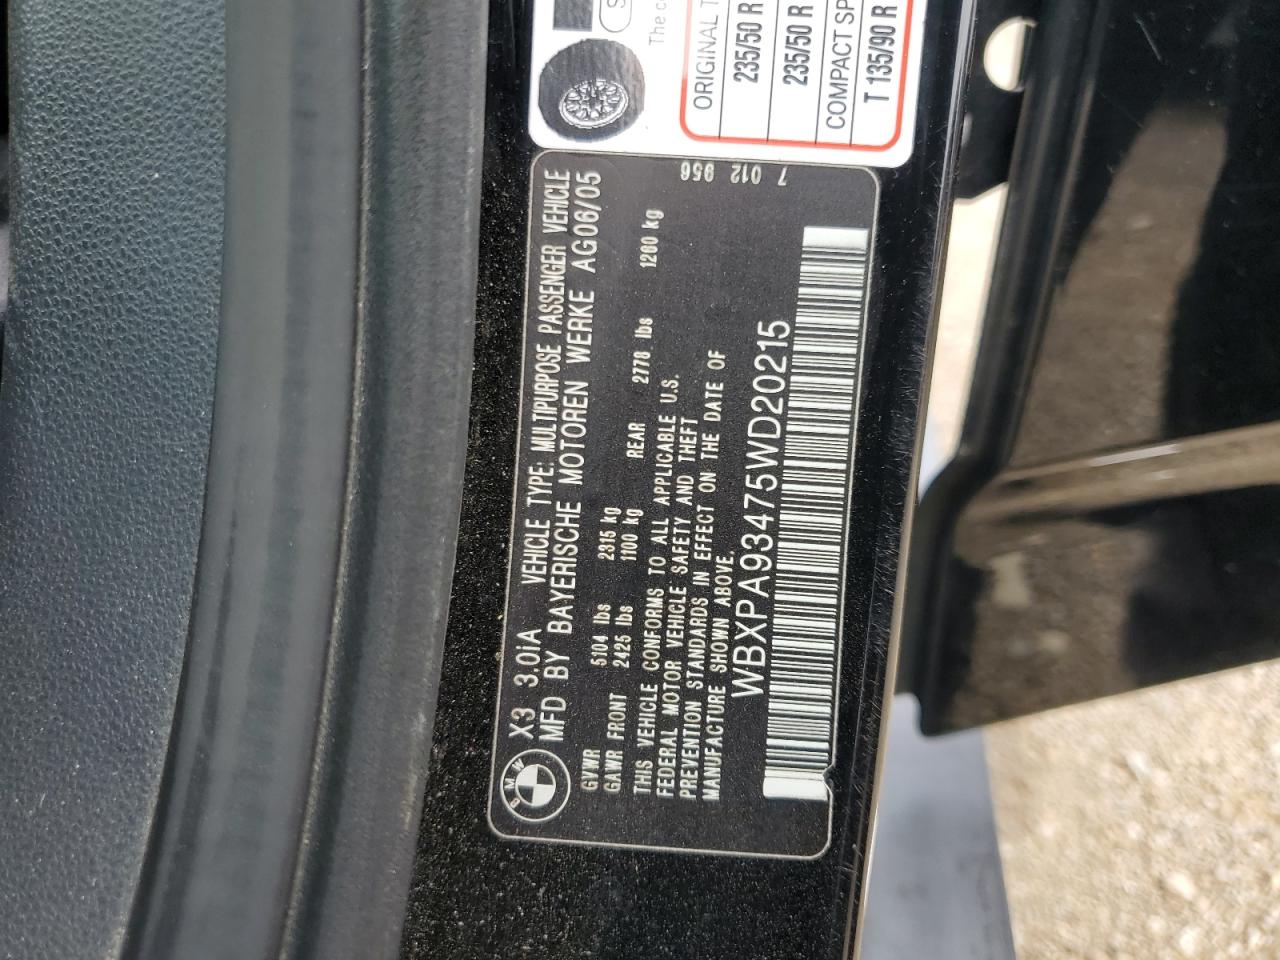 BMW
X3 3.0iA VEHICLE TYPE: MULTIPURPOSE PASSENGER VEHICLE
MFD BY BAYERISCHE MOTOREN WERKE AG06/05
GVWR 5104 lbs 2315 kg
GAWR FRONT 2425 lbs 1100 kg REAR 2778 lbs 1260 kg
THIS VEHICLE CONFORMS TO ALL APPLICABLE U.S.
FEDERAL MOTOR VEHICLE SAFETY AND THEFT
PREVENTION STANDARDS IN EFFECT ON THE DATE OF
MANUFACTURE SHOWN ABOVE.
WBXPA93475WD20215
7 012 956
S
The
ORIGINAL
235/50 R
235/50 R
COMPACT
T 135/90 R